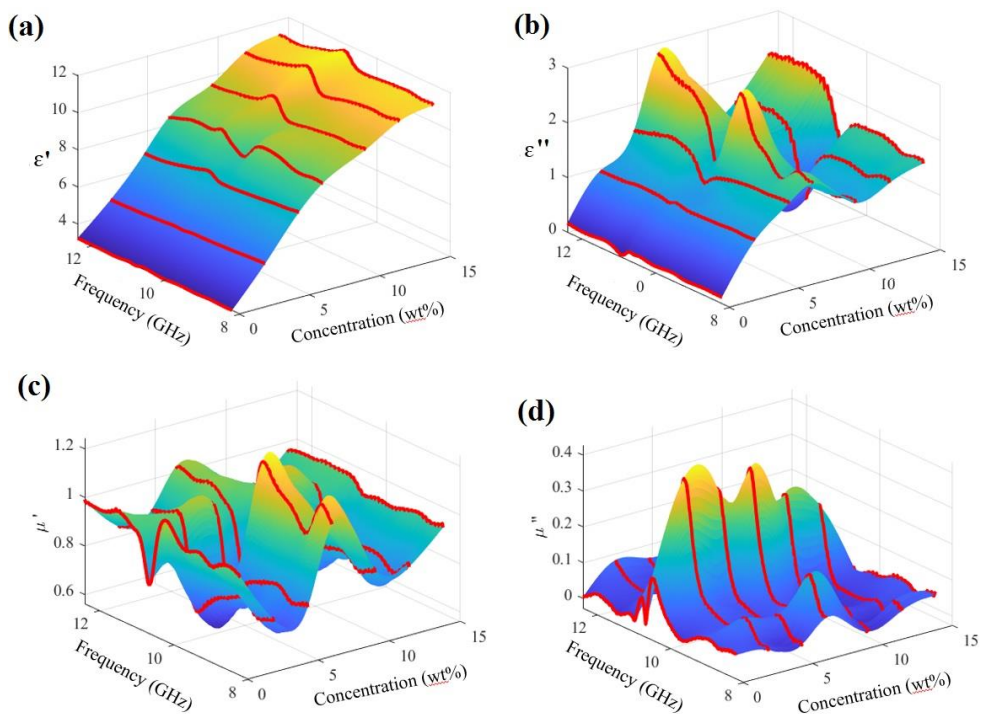 (a)
12
10
8
6
4
ε'
12
10
8
Frequency (GHz)
0
5
10
15
Concentration (wt%)
(b)
3
2
1
0
ε''
12
0
8
Frequency (GHz)
0
5
10
15
Concentration (wt%)
(c)
1.2
1
0.8
0.6
μ'
12
10
8
Frequency (GHz)
0
5
10
15
Concentration (wt%)
(d)
0.4
0.3
0.2
0.1
0
μ''
12
10
8
Frequency (GHz)
0
5
10
15
Concentration (wt%)